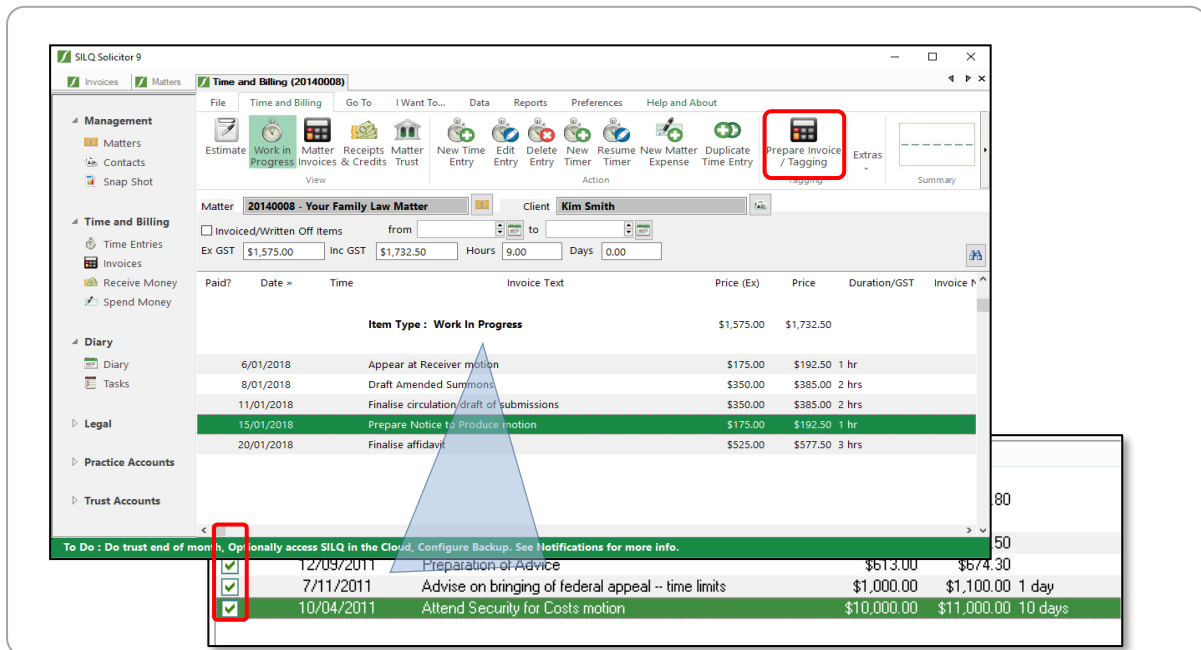 SILQ Solicitor 9
Invoices Matters Time and Billing (20140008)
File Time and Billing Go To I Want To... Data Reports Preferences Help and About
Management
Matters
Contacts
Snap Shot
Time and Billing
Time Entries
Invoices
Receive Money
Spend Money
Diary
Diary
Tasks
Legal
Practice Accounts
Trust Accounts
Estimate Work in Matter Receipts Matter New Time Edit Delete New Resume New Matter Duplicate Prepare Invoice Extras
Progress Invoices & Credits Trust Entry Entry Entry Timer Timer Expense Time Entry / Tagging
View Action Tagging Summary
Matter 20140008 - Your Family Law Matter Client Kim Smith
Invoiced/Written Off Items from to
Ex GST $1,575.00 Inc GST $1,732.50 Hours 9.00 Days 0.00
Paid? Date » Time Invoice Text Price (Ex) Price Duration/GST Invoice
Item Type : Work In Progress $1,575.00 $1,732.50
6/01/2018 Appear at Receiver motion $175.00 $192.50 1 hr
8/01/2018 Draft Amended Summons $350.00 $385.00 2 hrs
11/01/2018 Finalise circulation draft of submissions $350.00 $385.00 2 hrs
15/01/2018 Prepare Notice to Produce motion $175.00 $192.50 1 hr
20/01/2018 Finalise affidavit $525.00 $577.50 3 hrs
.80
.50
To Do : Do trust end of month, Optionally access SILQ in the Cloud, Configure Backup. See Notifications for more info.
12/09/2011 Preparation of Advice $613.00 $674.30
7/11/2011 Advise on bringing of federal appeal -- time limits $1,000.00 $1,100.00 1 day
10/04/2011 Attend Security for Costs motion $10,000.00 $11,000.00 10 days